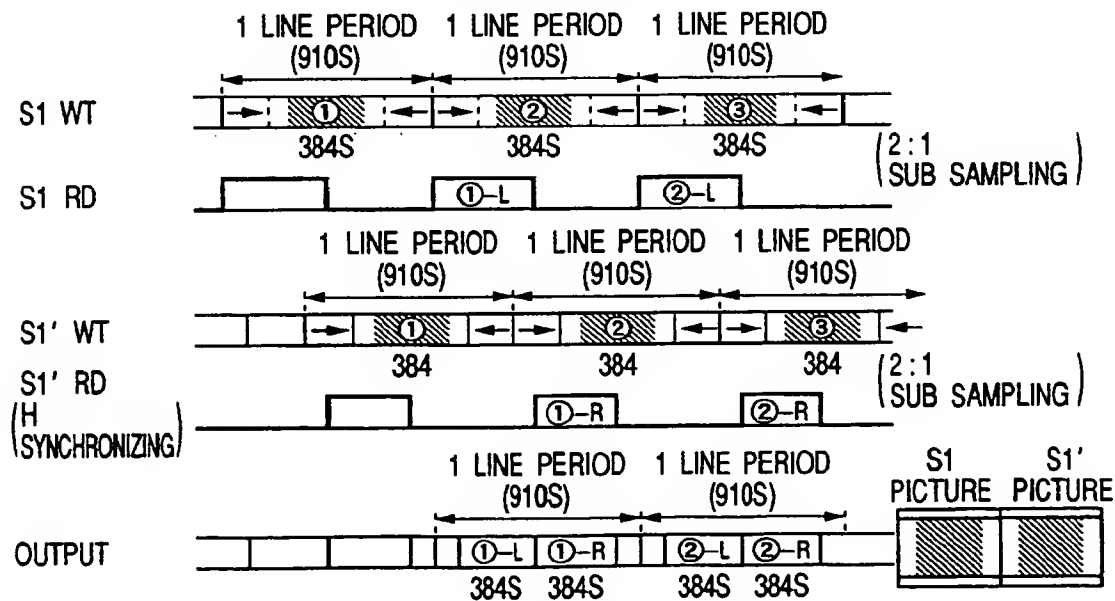 1 LINE PERIOD 1 LINE PERIOD 1 LINE PERIOD
(910S) (910S) (910S)
S1 WT ① ② ③
384S 384S 384S
(2:1
SUB SAMPLING)
S1 RD ①-L ②-L
1 LINE PERIOD 1 LINE PERIOD 1 LINE PERIOD
(910S) (910S) (910S)
S1' WT ① ② ③
384 384 384
(2:1
SUB SAMPLING)
S1' RD
(H
SYNCHRONIZING)
①-R ②-R
1 LINE PERIOD 1 LINE PERIOD
(910S) (910S)
S1 S1'
PICTURE PICTURE
OUTPUT ①-L ①-R ②-L ②-R
384S 384S 384S 384S